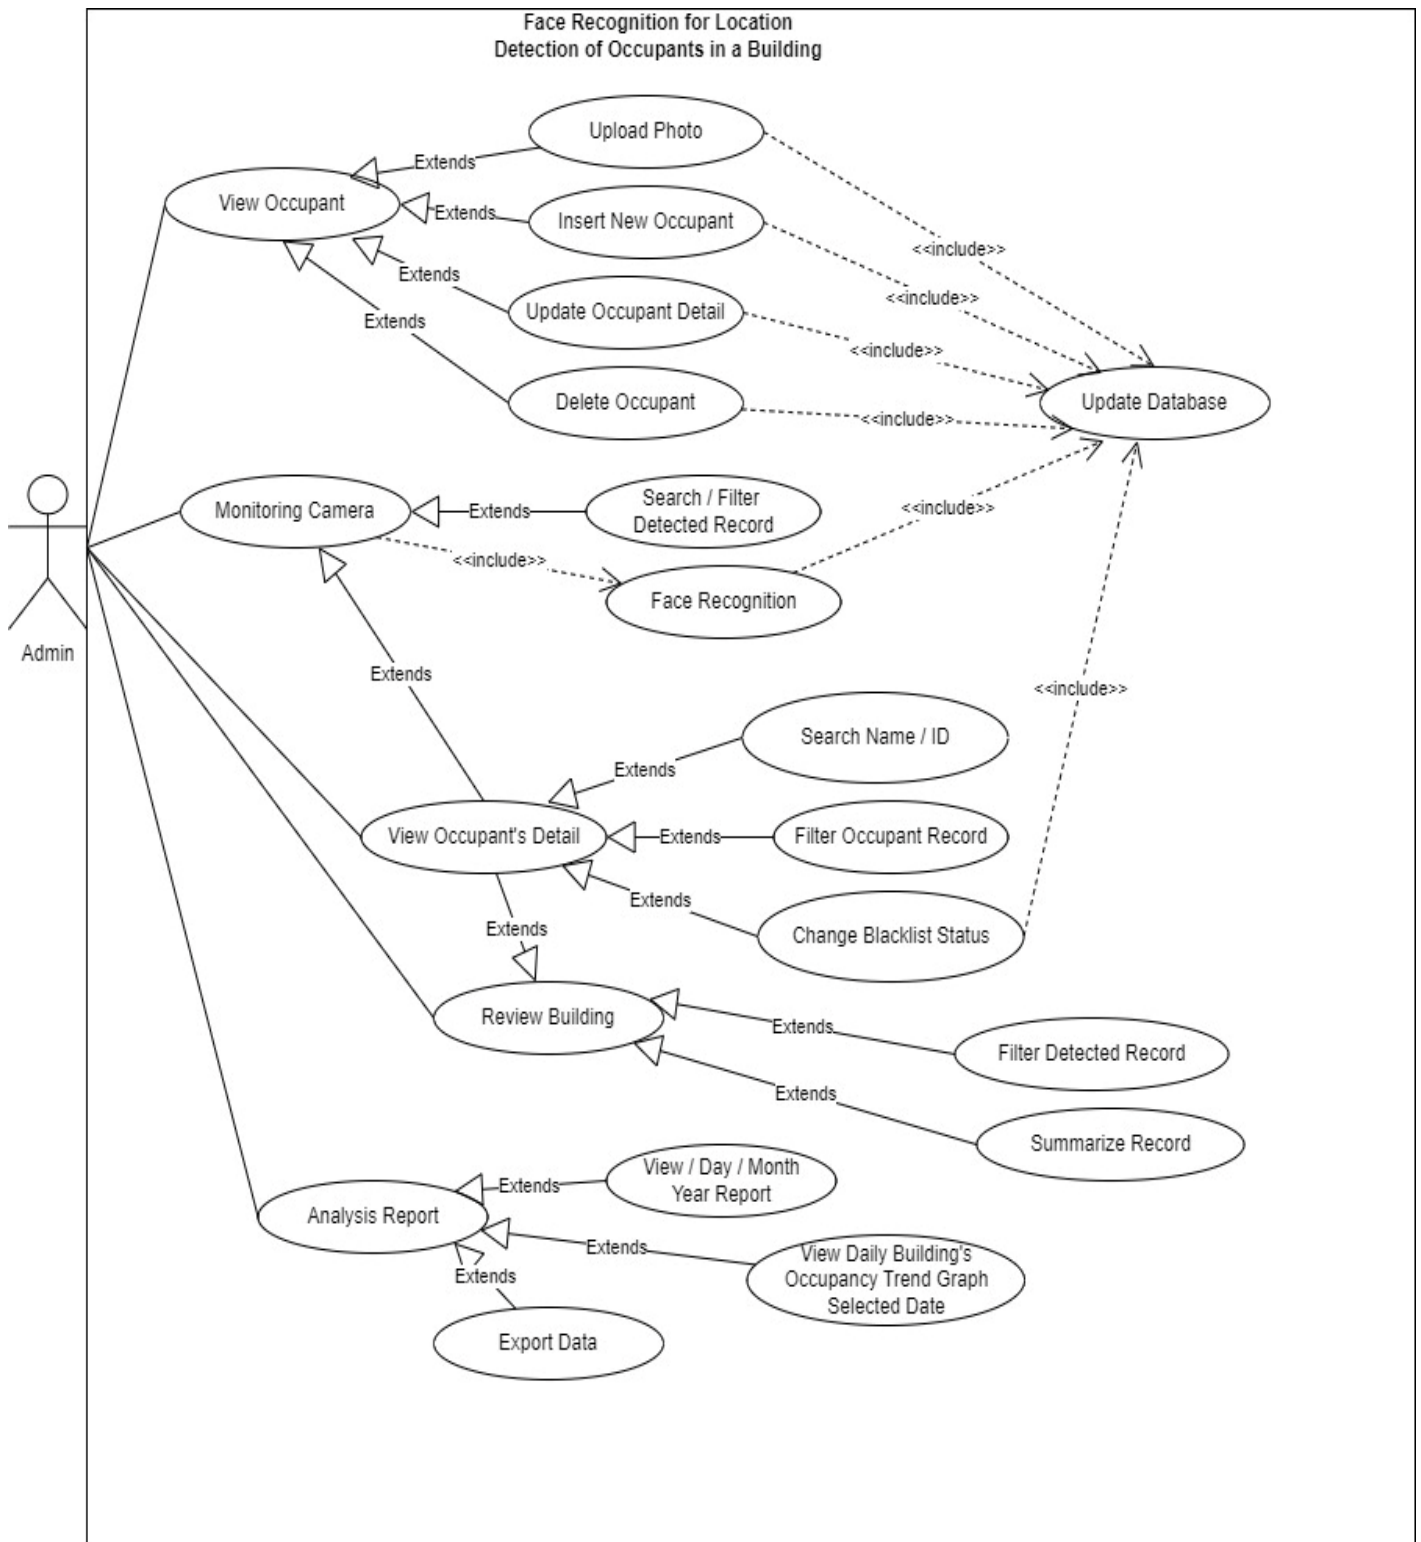 Face Recognition for Location
Detection of Occupants in a Building
Upload Photo
Extends
View Occupant
Extends
Insert New Occupant
<<include>>
Extends
<<include>>
Update Occupant Detail
Extends
<<include>>
Delete Occupant
<<include>>
Update Database
Monitoring Camera
Extends
Search / Filter
Detected Record
<<include>>
<<include>>
Face Recognition
Admin
Extends
<<include>>
Search Name / ID
Extends
View Occupant's Detail
Extends
Filter Occupant Record
Extends
Change Blacklist Status
Extends
Review Building
Extends
Filter Detected Record
Extends
Summarize Record
View / Day / Month
Year Report
Extends
Analysis Report
Extends
View Daily Building's
Occupancy Trend Graph
Selected Date
Extends
Export Data